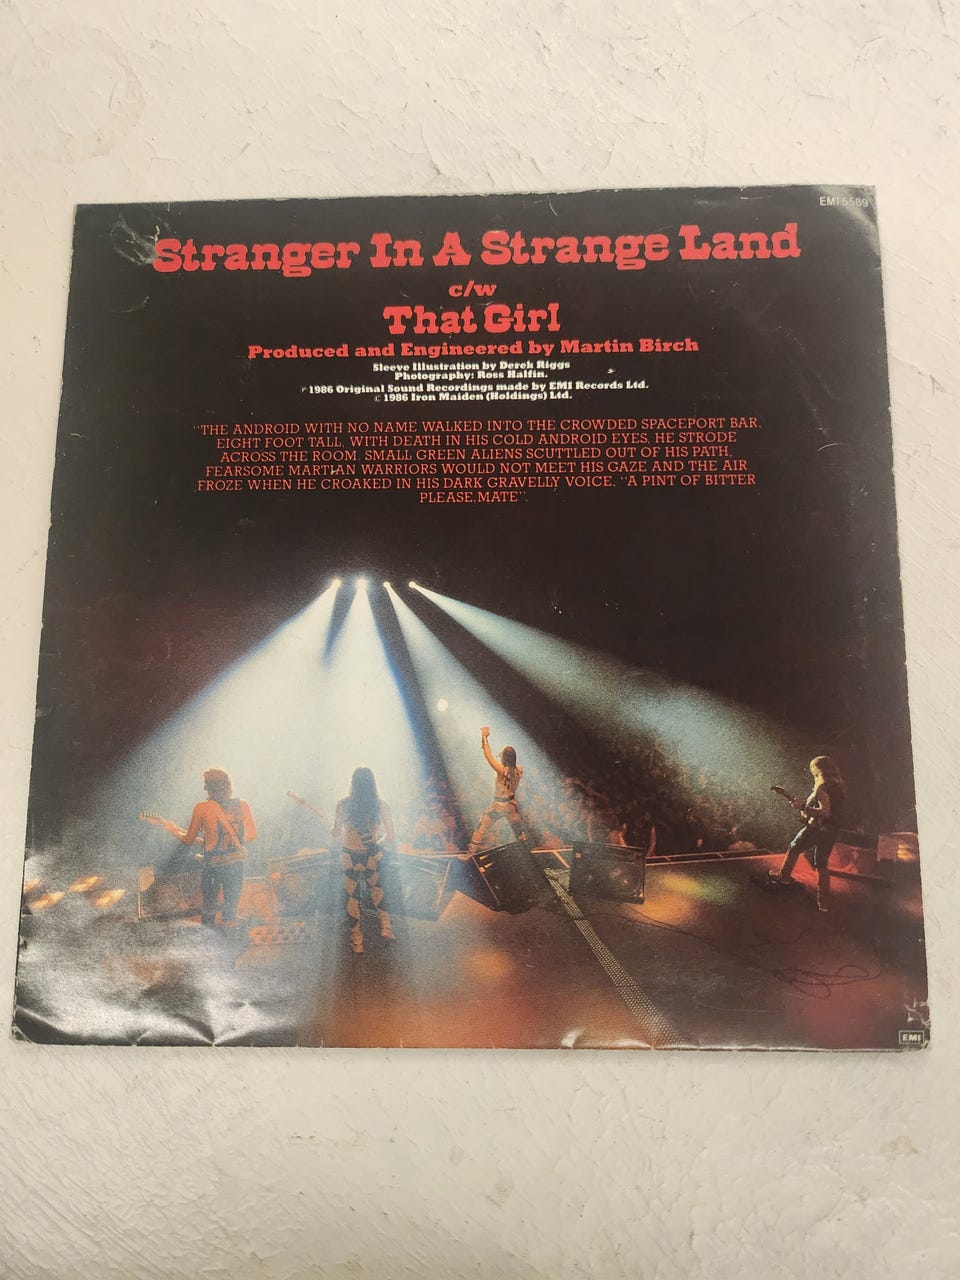 EMI 5589
Stranger In A Strange Land
c/w
That Girl
Produced and Engineered by Martin Birch
Sleeve Illustration by Derek Riggs
Photography: Ross Halfin.
℗ 1986 Original Sound Recordings made by EMI Records Ltd.
© 1986 Iron Maiden (Holdings) Ltd.
"THE ANDROID WITH NO NAME WALKED INTO THE CROWDED SPACEPORT BAR,
EIGHT FOOT TALL, WITH DEATH IN HIS COLD ANDROID EYES, HE STRODE
ACROSS THE ROOM. SMALL GREEN ALIENS SCUTTLED OUT OF HIS PATH,
FEARSOME MARTIAN WARRIORS WOULD NOT MEET HIS GAZE AND THE AIR
FROZE WHEN HE CROAKED IN HIS DARK GRAVELLY VOICE, "A PINT OF BITTER
PLEASE,MATE".
EMI